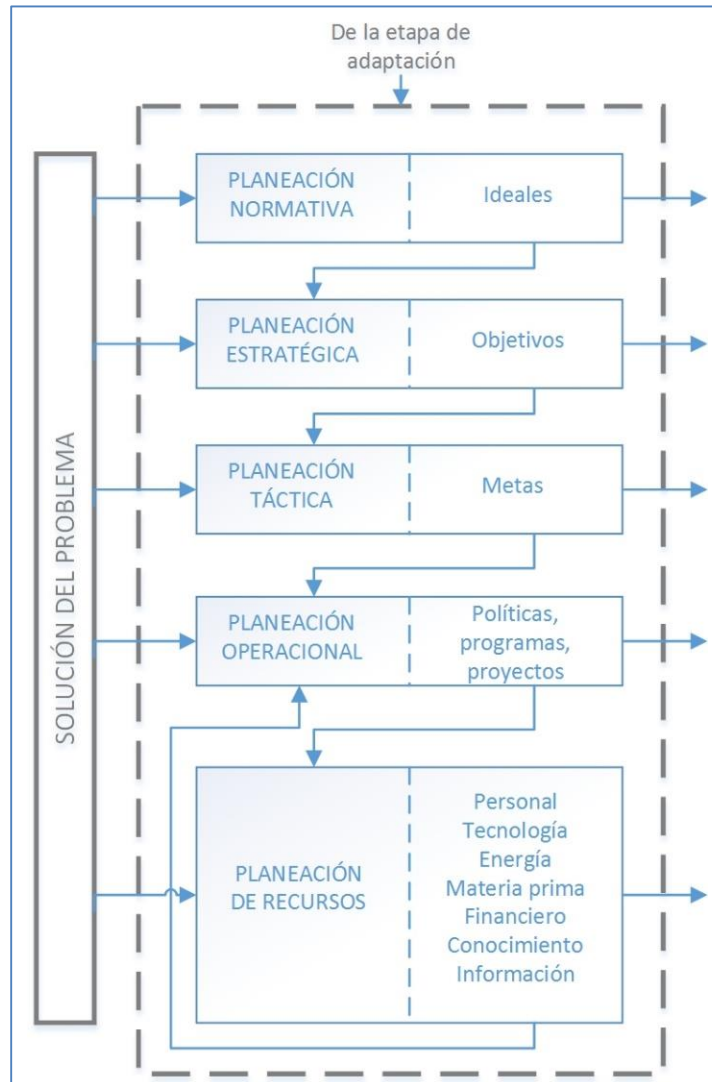 De la etapa de
adaptación
SOLUCIÓN DEL PROBLEMA
PLANEACIÓN
NORMATIVA
Ideales
PLANEACIÓN
ESTRATÉGICA
Objetivos
PLANEACIÓN
TÁCTICA
Metas
PLANEACIÓN
OPERACIONAL
Políticas,
programas,
proyectos
PLANEACIÓN
DE RECURSOS
Personal
Tecnología
Energía
Materia prima
Financiero
Conocimiento
Información